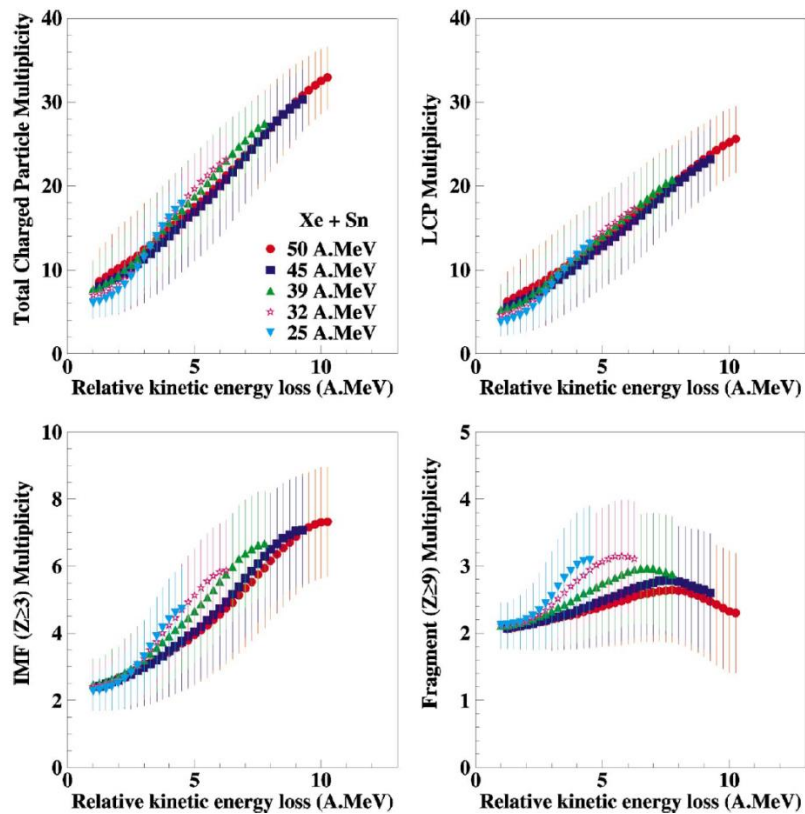 Total Charged Particle Multiplicity
40
30
20
10
0
0
5
10
Relative kinetic energy loss (A.MeV)
Xe + Sn
50 A.MeV
45 A.MeV
39 A.MeV
32 A.MeV
25 A.MeV
LCP Multiplicity
40
30
20
10
0
0
5
10
Relative kinetic energy loss (A.MeV)
IMF (Z≥3) Multiplicity
10
8
6
4
2
0
0
5
10
Relative kinetic energy loss (A.MeV)
Fragment (Z≥9) Multiplicity
5
4
3
2
1
0
0
5
10
Relative kinetic energy loss (A.MeV)